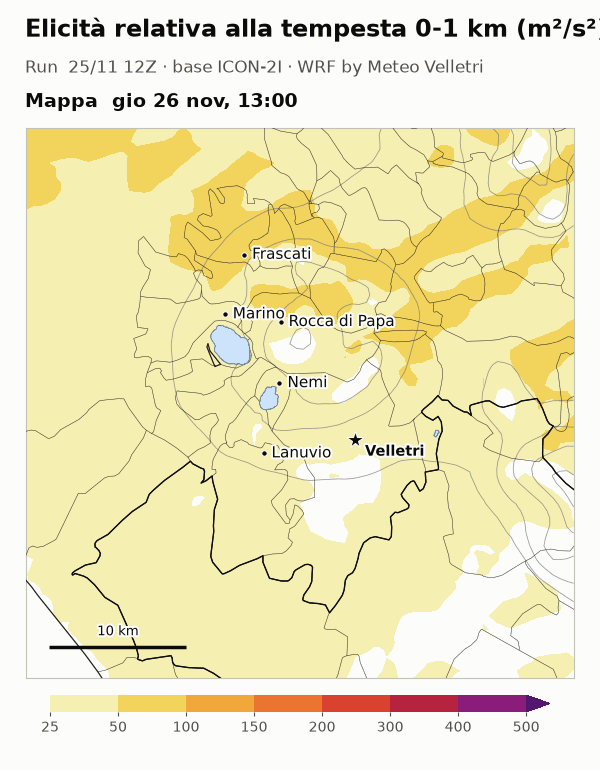 Elicità relativa alla tempesta 0-1 km (m²/s²)
Run 25/11 12Z · base ICON-2I · WRF by Meteo Velletri
Mappa gio 26 nov, 13:00
Frascati
Marino
Rocca di Papa
Nemi
Velletri
Lanuvio
10 km
25 50 100 150 200 300 400 500